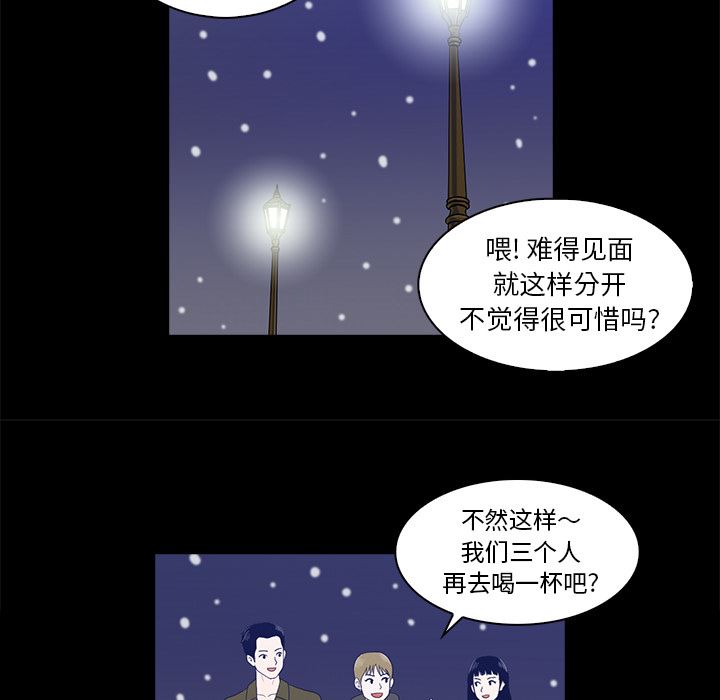 喂! 难得见面
就这样分开
不觉得很可惜吗?
不然这样～
我们三个人
再去喝一杯吧?